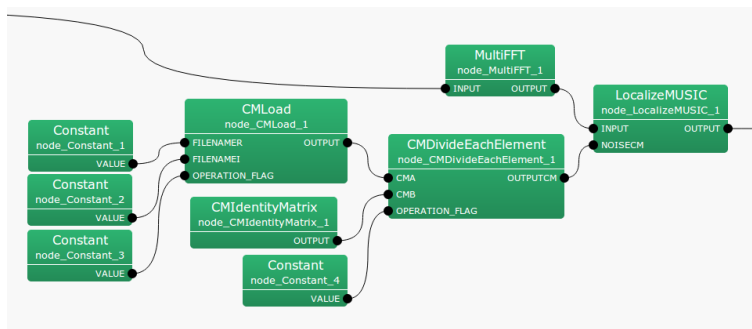 MultiFFT
node_MultiFFT_1
INPUT OUTPUT
LocalizeMUSIC
node_LocalizeMUSIC_1
INPUT OUTPUT
NOISECM
CMLoad
node_CMLoad_1
FILENAMER OUTPUT
FILENAMEI
OPERATION_FLAG
Constant
node_Constant_1
VALUE
CMDivideEachElement
node_CMDivideEachElement_1
CMA OUTPUTCM
CMB
OPERATION_FLAG
Constant
node_Constant_2
VALUE
CMIdentityMatrix
node_CMIdentityMatrix_1
OUTPUT
Constant
node_Constant_3
VALUE
Constant
node_Constant_4
VALUE